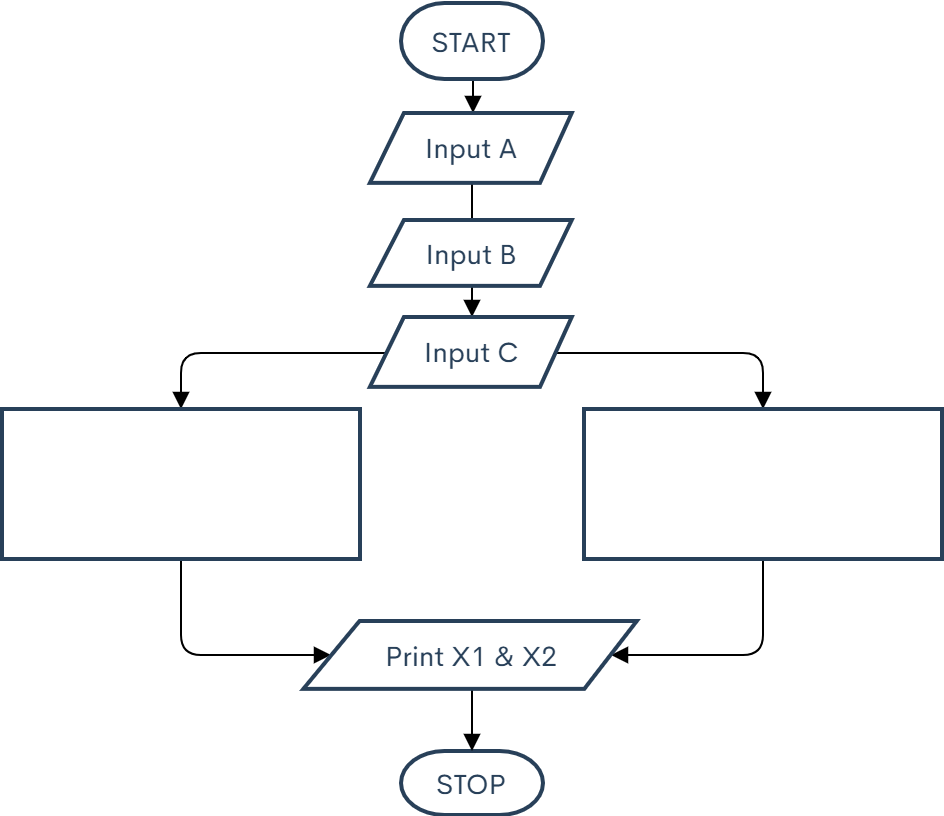 START
Input A
Input B
Input C
Print X1 & X2
STOP